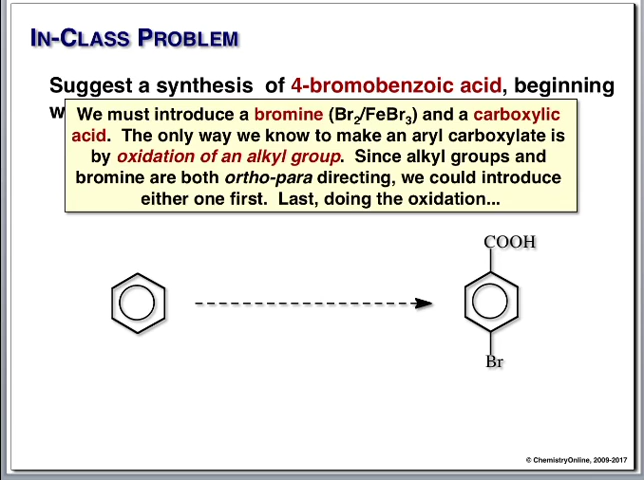 IN-CLASS PROBLEM
Suggest a synthesis of 4-bromobenzoic acid, beginning
w
We must introduce a bromine (Br2/FeBr3) and a carboxylic
acid. The only way we know to make an aryl carboxylate is
by oxidation of an alkyl group. Since alkyl groups and
bromine are both ortho-para directing, we could introduce
either one first. Last, doing the oxidation...
COOH
Br
© ChemistryOnline, 2009-2017